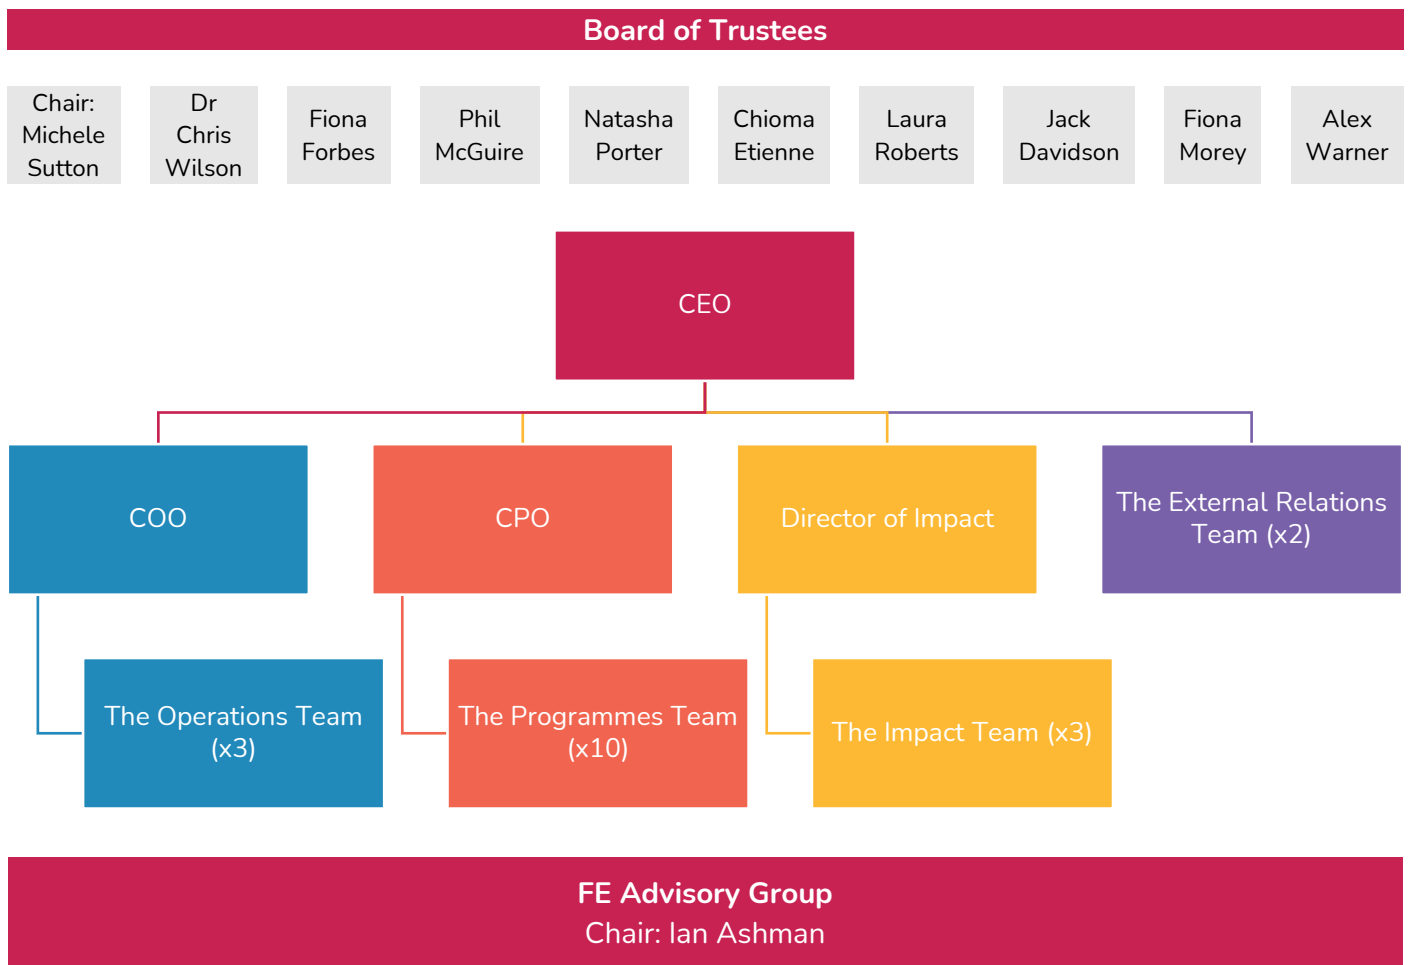 Board of Trustees
Chair:
Michele
Sutton
Dr
Chris
Wilson
Fiona
Forbes
Phil
McGuire
Natasha
Porter
Chioma
Etienne
Laura
Roberts
Jack
Davidson
Fiona
Morey
Alex
Warner
CEO
COO
CPO
Director of Impact
The External Relations
Team (x2)
The Operations Team
(x3)
The Programmes Team
(x10)
The Impact Team (x3)
FE Advisory Group
Chair: Ian Ashman